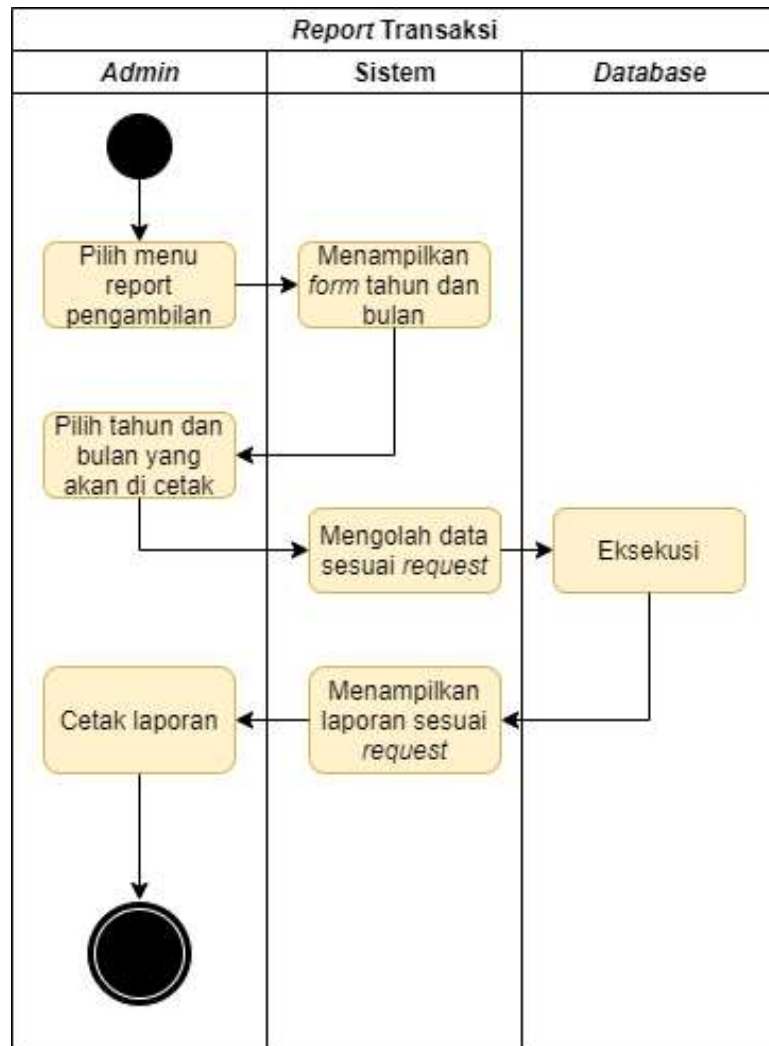 Report Transaksi
Admin
Sistem
Database
Pilih menu
report
pengambilan
Menampilkan
form tahun dan
bulan
Pilih tahun dan
bulan yang
akan di cetak
Mengolah data
sesuai request
Eksekusi
Menampilkan
laporan sesuai
request
Cetak laporan